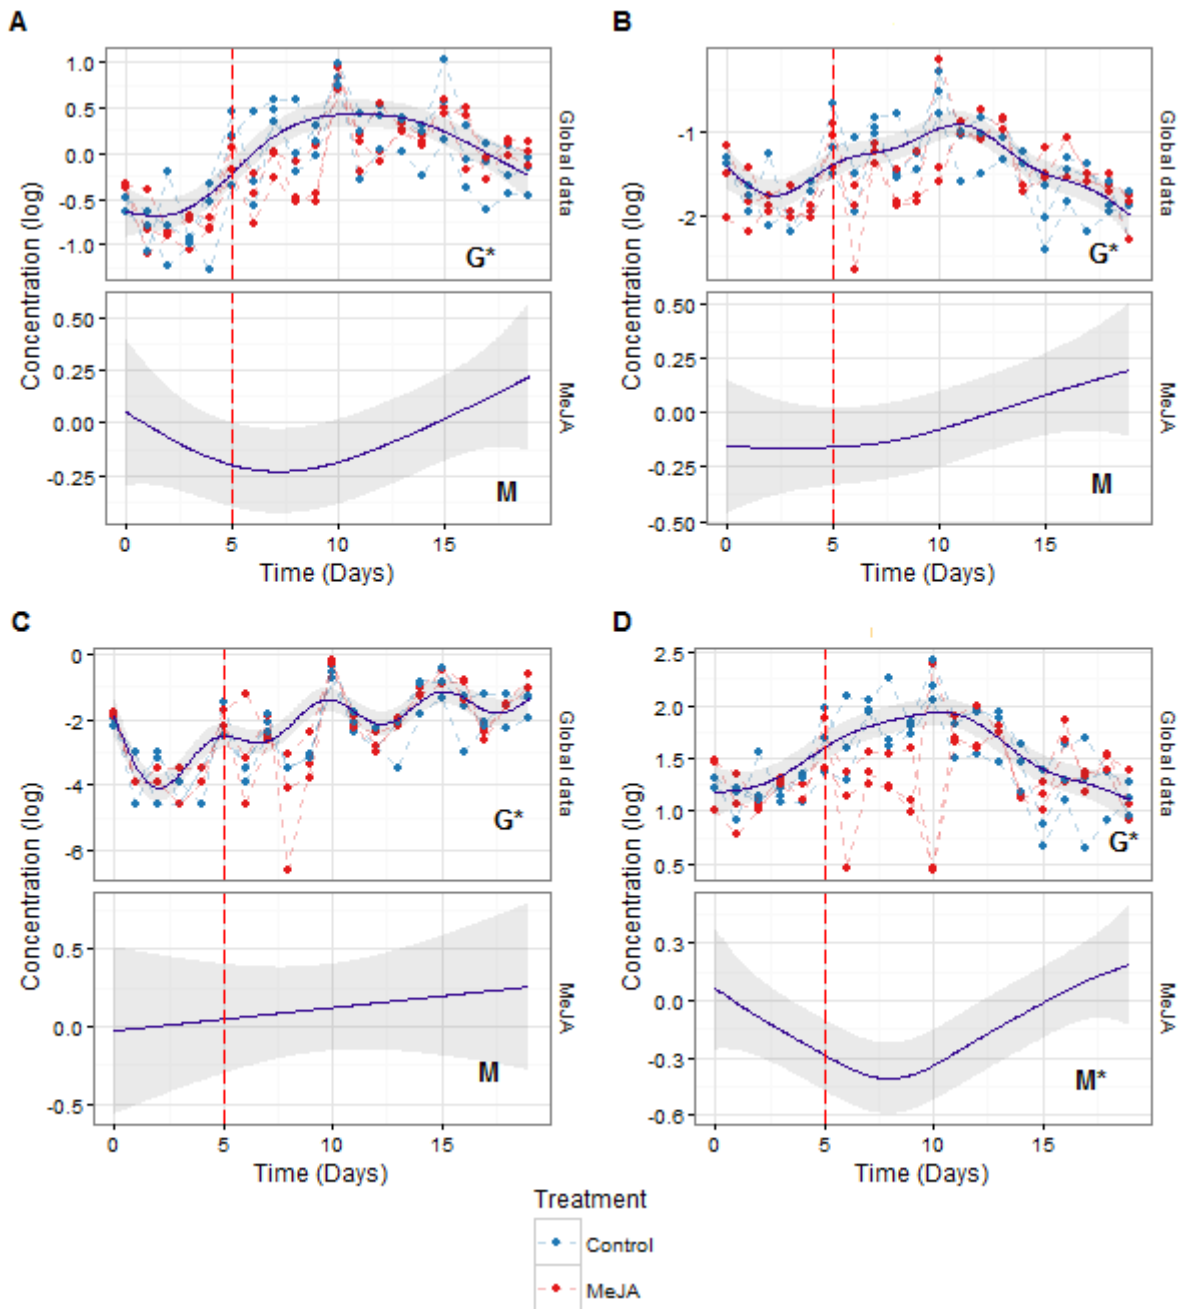 A
1.0
0.5
0.0
-0.5
-1.0
G*
Global data
0.50
0.25
0.00
-0.25
M
MeJA
Concentration (log)
0 5 10 15
Time (Days)
B
-1
-2
G*
Global data
0.50
0.25
0.00
-0.25
-0.50
M
MeJA
Concentration (log)
0 5 10 15
Time (Days)
C
0
-2
-4
-6
G*
Global data
0.5
0.0
-0.5
M
MeJA
Concentration (log)
0 5 10 15
Time (Days)
D
2.5
2.0
1.5
1.0
0.5
G*
Global data
0.3
0.0
-0.3
-0.6
M*
MeJA
Concentration (log)
0 5 10 15
Time (Days)
Treatment
Control
MeJA